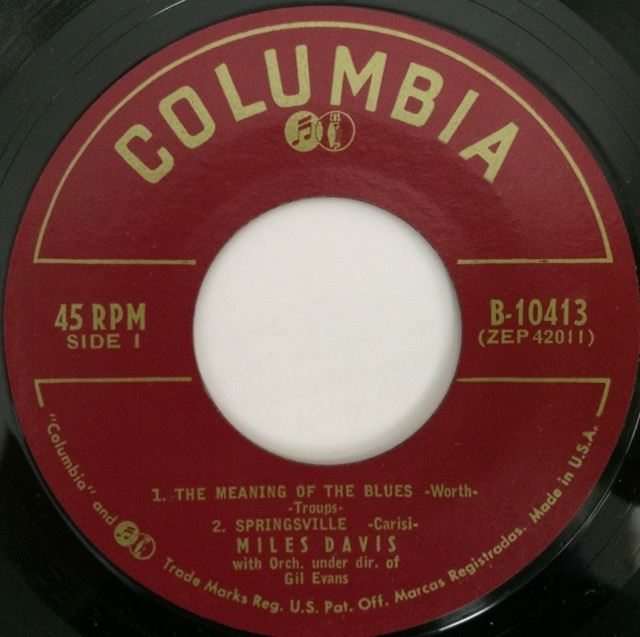 COLUMBIA
CBS
45 RPM
SIDE 1
B-10413
(ZEP 42011)
1. THE MEANING OF THE BLUES -Worth-
-Troups-
2. SPRINGSVILLE -Carisi-
MILES DAVIS
with Orch. under dir. of
Gil Evans
"Columbia" and Trade Marks Reg. U.S. Pat. Off. Marcas Registradas. Made in U.S.A.